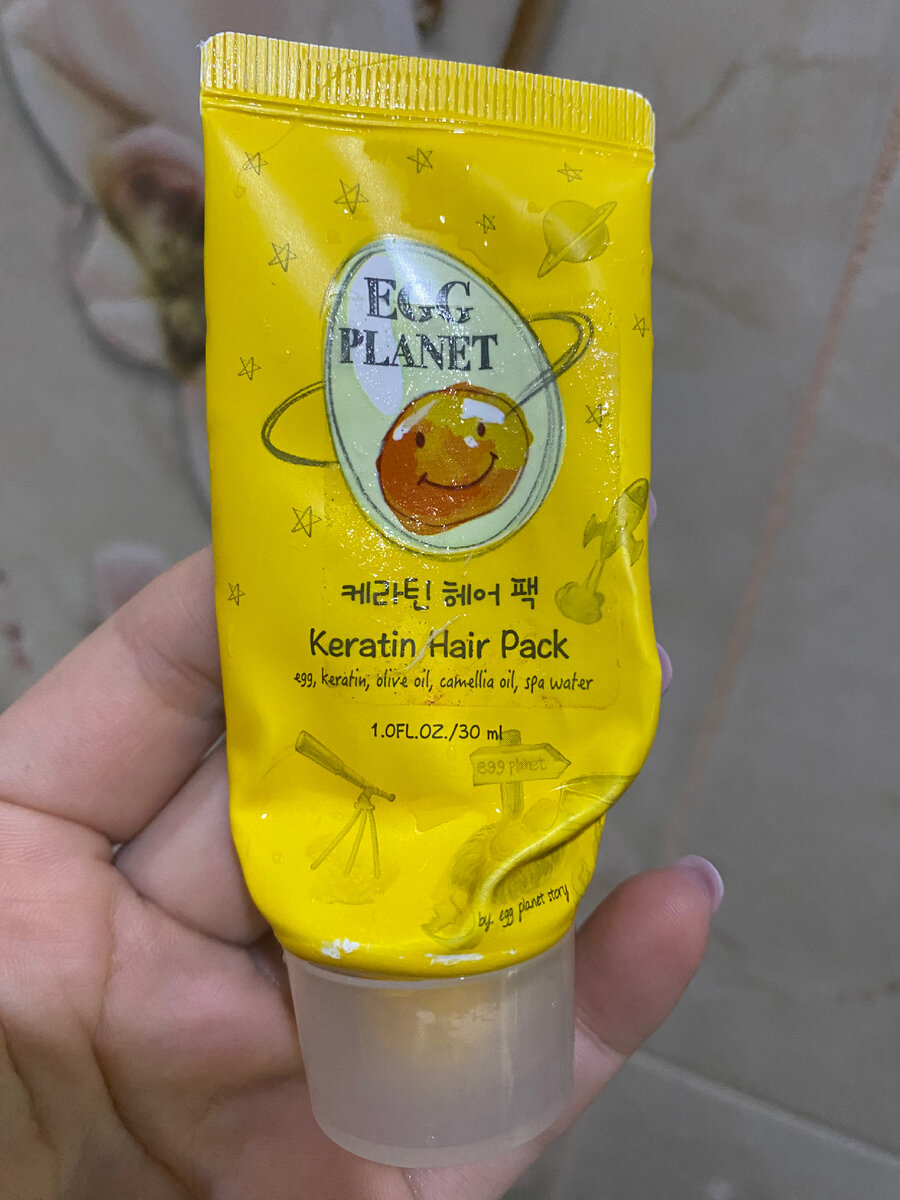 EGG
PLANET
케라틴 헤어 팩
Keratin Hair Pack
egg, keratin, olive oil, camellia oil, spa water
1.0FL.OZ./30 ml
egg planet
by. egg planet story